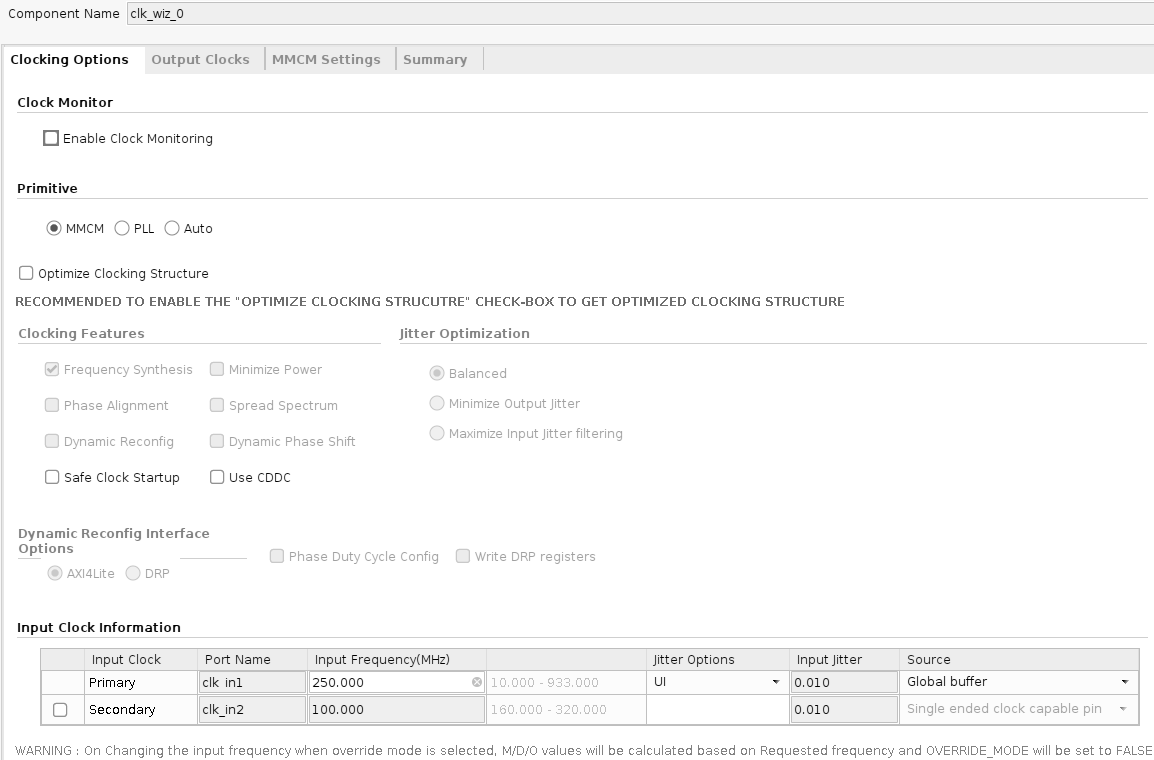 Component Name clk_wiz_0
Clocking Options Output Clocks MMCM Settings Summary
Clock Monitor
Enable Clock Monitoring
Primitive
MMCM PLL Auto
Optimize Clocking Structure
RECOMMENDED TO ENABLE THE "OPTIMIZE CLOCKING STRUCUTRE" CHECK-BOX TO GET OPTIMIZED CLOCKING STRUCTURE
Clocking Features Jitter Optimization
Frequency Synthesis Minimize Power Balanced
Phase Alignment Spread Spectrum Minimize Output Jitter
Dynamic Reconfig Dynamic Phase Shift Maximize Input Jitter filtering
Safe Clock Startup Use CDDC
Dynamic Reconfig Interface
Options
Phase Duty Cycle Config Write DRP registers
AXI4Lite DRP
Input Clock Information
Input Clock Port Name Input Frequency(MHz) Jitter Options Input Jitter Source
Primary clk_in1 250.000 10.000 - 933.000 UI 0.010 Global buffer
Secondary clk_in2 100.000 160.000 - 320.000 0.010 Single ended clock capable pin
WARNING : On Changing the input frequency when override mode is selected, M/D/O values will be calculated based on Requested frequency and OVERRIDE_MODE will be set to FALSE